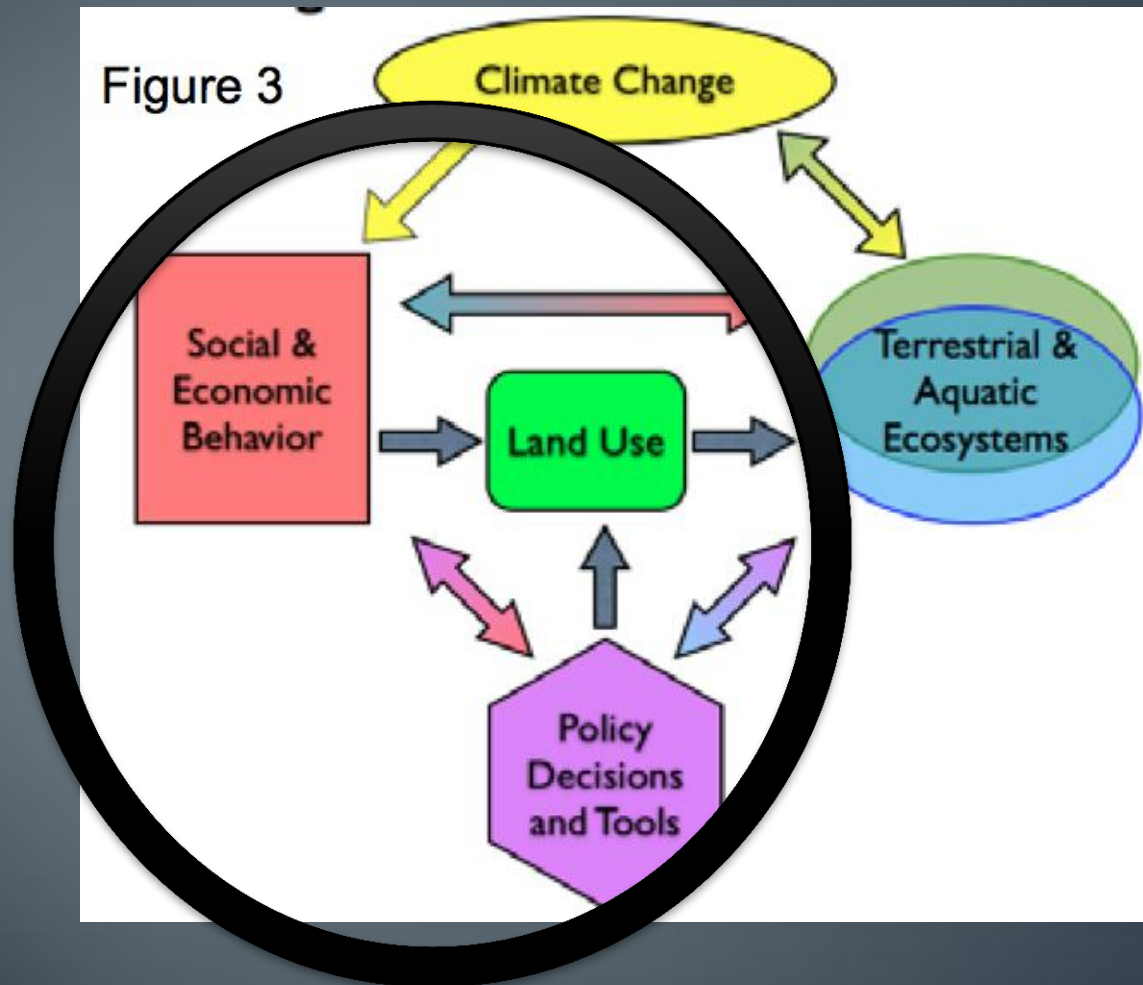 Figure 3
Climate Change
Social &
Economic
Behavior
Land Use
Terrestrial &
Aquatic
Ecosystems
Policy
Decisions
and Tools